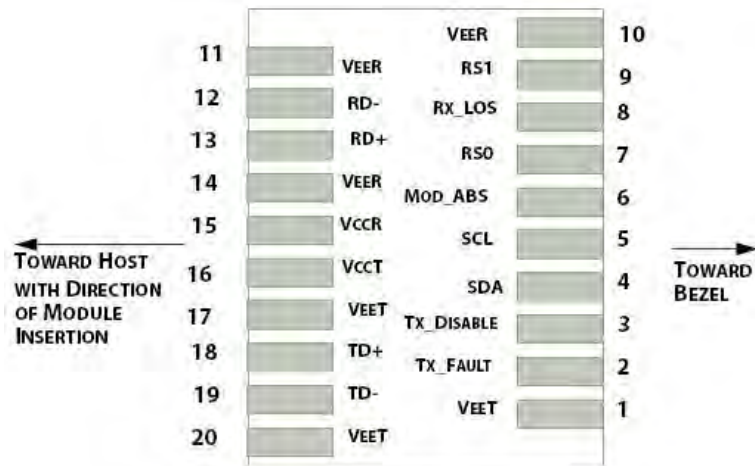 11
VEER
12
RD-
13
RD+
14
VEER
15
VCCR
16
VCCT
17
VEET
18
TD+
19
TD-
20
VEET
VEER
10
RS1
9
RX_LOS
8
RS0
7
MOD_ABS
6
SCL
5
SDA
4
TX_DISABLE
3
TX_FAULT
2
VEET
1
TOWARD HOST
WITH DIRECTION
OF MODULE
INSERTION
TOWARD
BEZEL